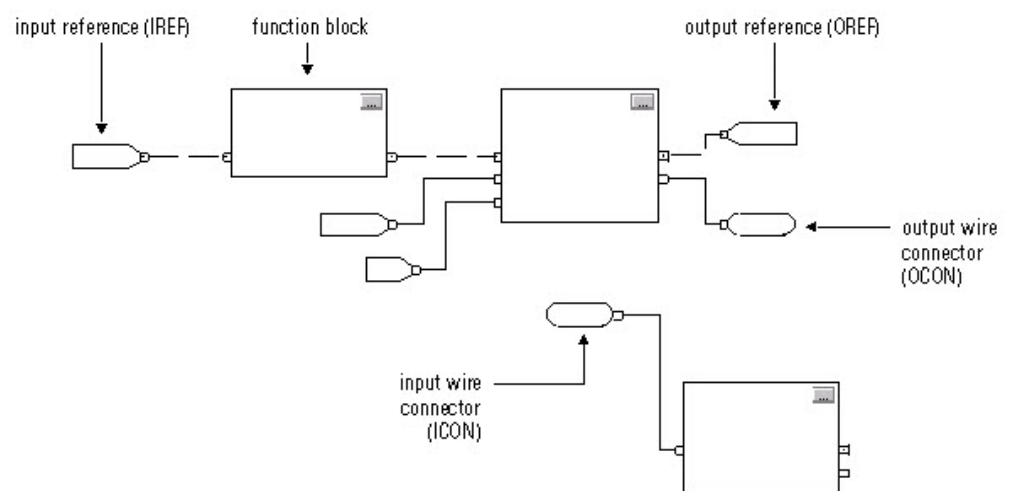 input reference (IREF)
function block
output reference (OREF)
...
...
output wire
connector
(OCON)
input wire
connector
(ICON)
...